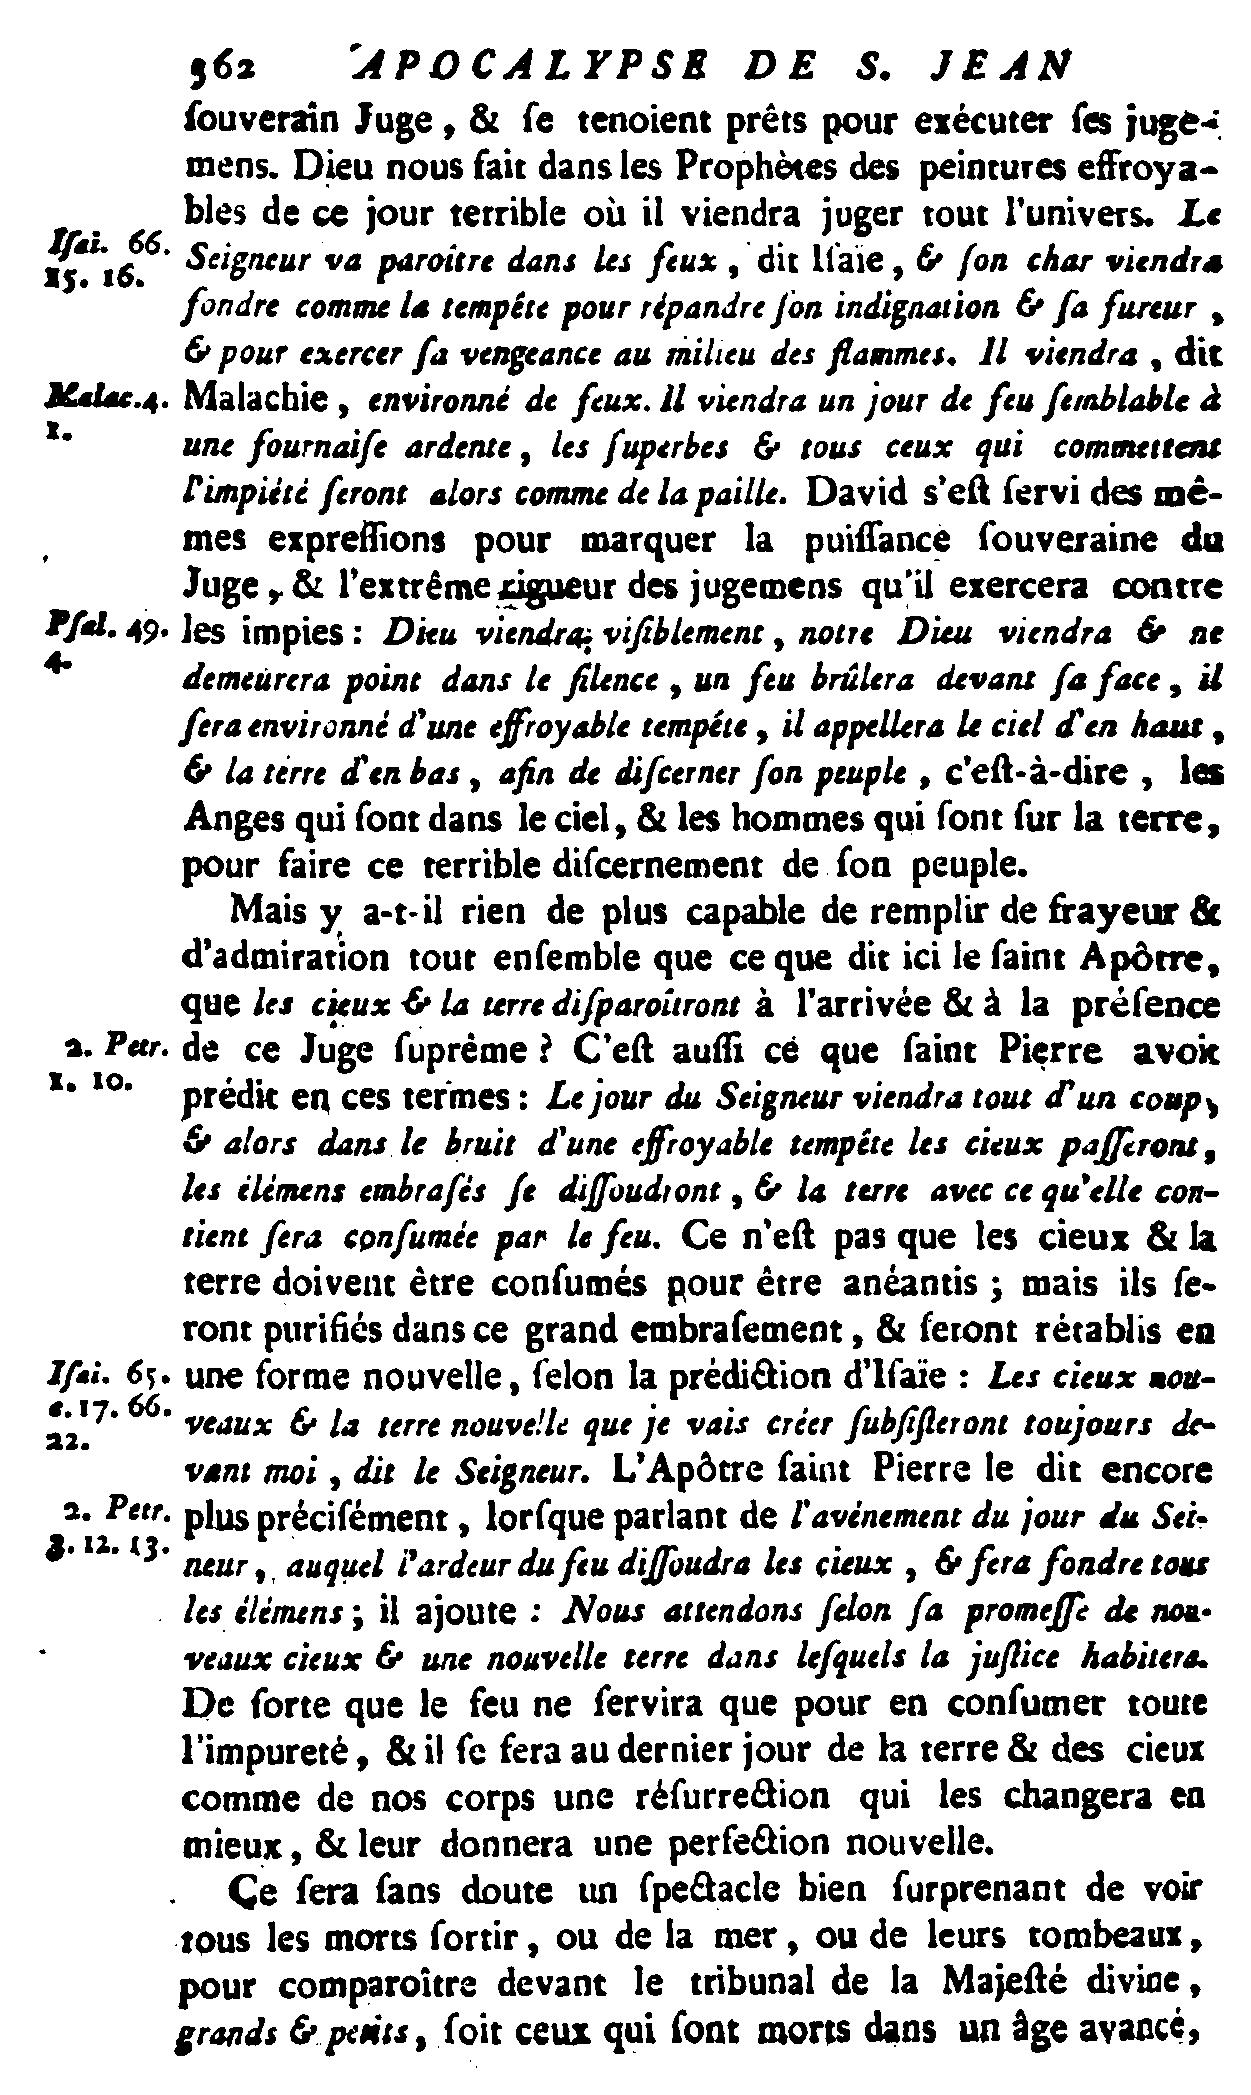 562 APOCALYPSE DE S. JEAN
ſouverain Juge, & ſe tenoient prêts pour exécuter ſes juge-
mens. Dieu nous fait dans les Prophètes des peintures effroya-
bles de ce jour terrible où il viendra juger tout l'univers. Le
Iſai. 66. Seigneur va paroître dans les feux, dit Iſaïe, & ſon char viendra
15. 16.
fondre comme la tempête pour répandre ſon indignation & ſa fureur,
& pour exercer ſa vengeance au milieu des flammes. Il viendra, dit
Malac. 4. Malachie, environné de feux. Il viendra un jour de feu ſemblable à
1.
une fournaiſe ardente, les ſuperbes & tous ceux qui commettent
l'impiété ſeront alors comme de la paille. David s'eſt ſervi des mê-
mes expreſſions pour marquer la puiſſance ſouveraine du
Juge, & l'extrême rigueur des jugemens qu'il exercera contre
Pſal. 49. les impies : Dieu viendra viſiblement, notre Dieu viendra & ne
4.
demeurera point dans le ſilence, un feu brûlera devant ſa face, il
ſera environné d'une effroyable tempête, il appellera le ciel d'en haut,
& la terre d'en bas, afin de diſcerner ſon peuple, c'eſt-à-dire, les
Anges qui ſont dans le ciel, & les hommes qui ſont ſur la terre,
pour faire ce terrible diſcernement de ſon peuple.
Mais y a-t-il rien de plus capable de remplir de frayeur &
d'admiration tout enſemble que ce que dit ici le ſaint Apôtre,
que les cieux & la terre diſparoîtront à l'arrivée & à la préſence
2. Petr. de ce Juge ſuprême ? C'eſt auſſi ce que ſaint Pierre avoit
1. 10.
prédit en ces termes : Le jour du Seigneur viendra tout d'un coup,
& alors dans le bruit d'une effroyable tempête les cieux paſſeront,
les élémens embraſés ſe diſſoudront, & la terre avec ce qu'elle con-
tient ſera conſumée par le feu. Ce n'eſt pas que les cieux & la
terre doivent être conſumés pour être anéantis ; mais ils ſe-
ront purifiés dans ce grand embraſement, & ſeront rétablis en
Iſai. 65. une forme nouvelle, ſelon la prédiction d'Iſaïe : Les cieux nou-
e. 17. 66.
22.
veaux & la terre nouvelle que je vais créer ſubſiſteront toujours de-
vant moi, dit le Seigneur. L'Apôtre ſaint Pierre le dit encore
2. Petr. plus préciſément, lorſque parlant de l'avénement du jour du Sei-
3. 12. 13.
neur, auquel l'ardeur du feu diſſoudra les cieux, & fera fondre tous
les élémens ; il ajoute : Nous attendons ſelon ſa promeſſe de nou-
veaux cieux & une nouvelle terre dans leſquels la juſtice habitera.
De ſorte que le feu ne ſervira que pour en conſumer toute
l'impureté, & il ſe fera au dernier jour de la terre & des cieux
comme de nos corps une réſurrection qui les changera en
mieux, & leur donnera une perfection nouvelle.
Ce ſera ſans doute un ſpectacle bien ſurprenant de voir
tous les morts ſortir, ou de la mer, ou de leurs tombeaux,
pour comparoître devant le tribunal de la Majeſté divine,
grands & petits, ſoit ceux qui ſont morts dans un âge avancé,